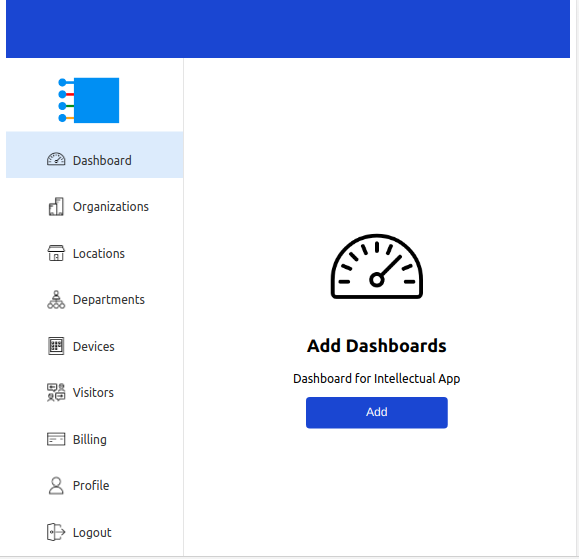 Dashboard
Organizations
Locations
Departments
Devices
Visitors
Billing
Profile
Logout
Add Dashboards
Dashboard for Intellectual App
Add